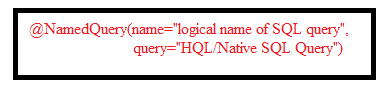 @NamedQuery(name="logical name of SQL query",
query="HQL/Native SQL Query")